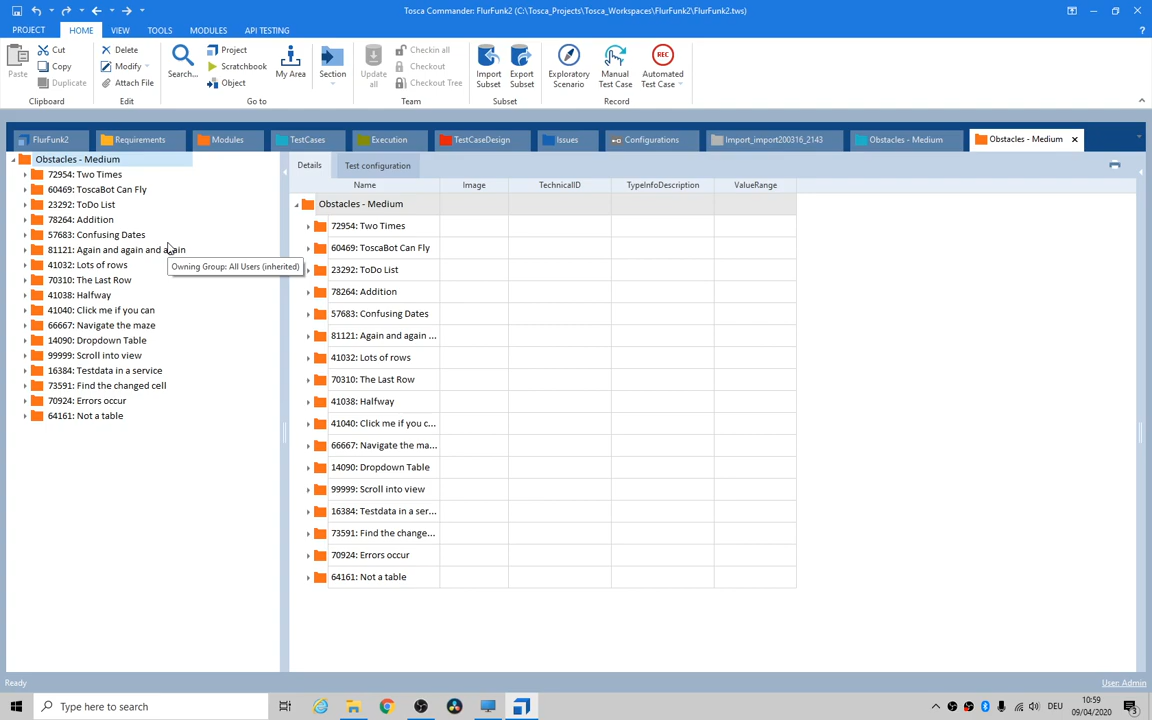 Tosca Commander: FlurFunk2 (C:\Tosca_Projects\Tosca_Workspaces\FlurFunk2\FlurFunk2.tws)
PROJECT HOME VIEW TOOLS MODULES API TESTING ?
Paste Cut Copy Duplicate
Clipboard
Delete Modify Attach File
Edit
Search... Project Scratchbook Object My Area Section
Go to
Update all Checkin all Checkout Checkout Tree
Team
Import Subset Export Subset
Subset
Exploratory Scenario Manual Test Case REC Automated Test Case
Record
FlurFunk2 Requirements Modules TestCases Execution TestCaseDesign Issues Configurations Import_import200316_2143 Obstacles - Medium Obstacles - Medium
Obstacles - Medium
72954: Two Times
60469: ToscaBot Can Fly
23292: ToDo List
78264: Addition
57683: Confusing Dates
81121: Again and again and again
41032: Lots of rows
70310: The Last Row
41038: Halfway
41040: Click me if you can
66667: Navigate the maze
14090: Dropdown Table
99999: Scroll into view
16384: Testdata in a service
73591: Find the changed cell
70924: Errors occur
64161: Not a table
Owning Group: All Users (inherited)
Details Test configuration
Name Image TechnicalID TypeInfoDescription ValueRange
Obstacles - Medium
72954: Two Times
60469: ToscaBot Can Fly
23292: ToDo List
78264: Addition
57683: Confusing Dates
81121: Again and again ...
41032: Lots of rows
70310: The Last Row
41038: Halfway
41040: Click me if you c...
66667: Navigate the ma...
14090: Dropdown Table
99999: Scroll into view
16384: Testdata in a ser...
73591: Find the change...
70924: Errors occur
64161: Not a table
Ready
User: Admin
Type here to search
DEU
10:59
09/04/2020
3